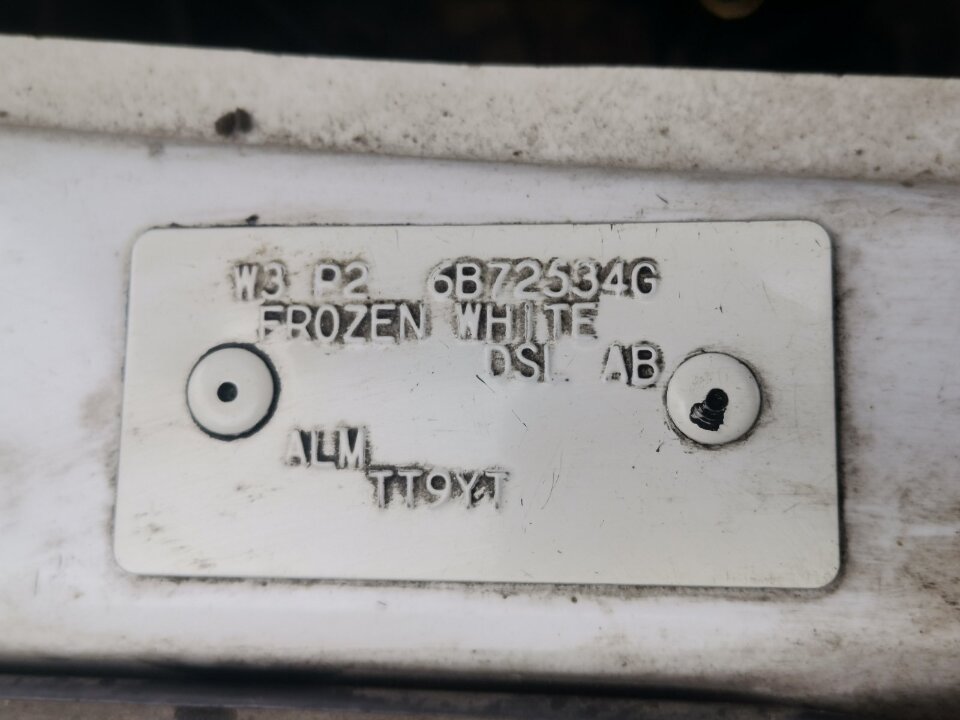 W3 P2 6B72534G
FROZEN WHITE
DSL AB
ALM
TT9YT